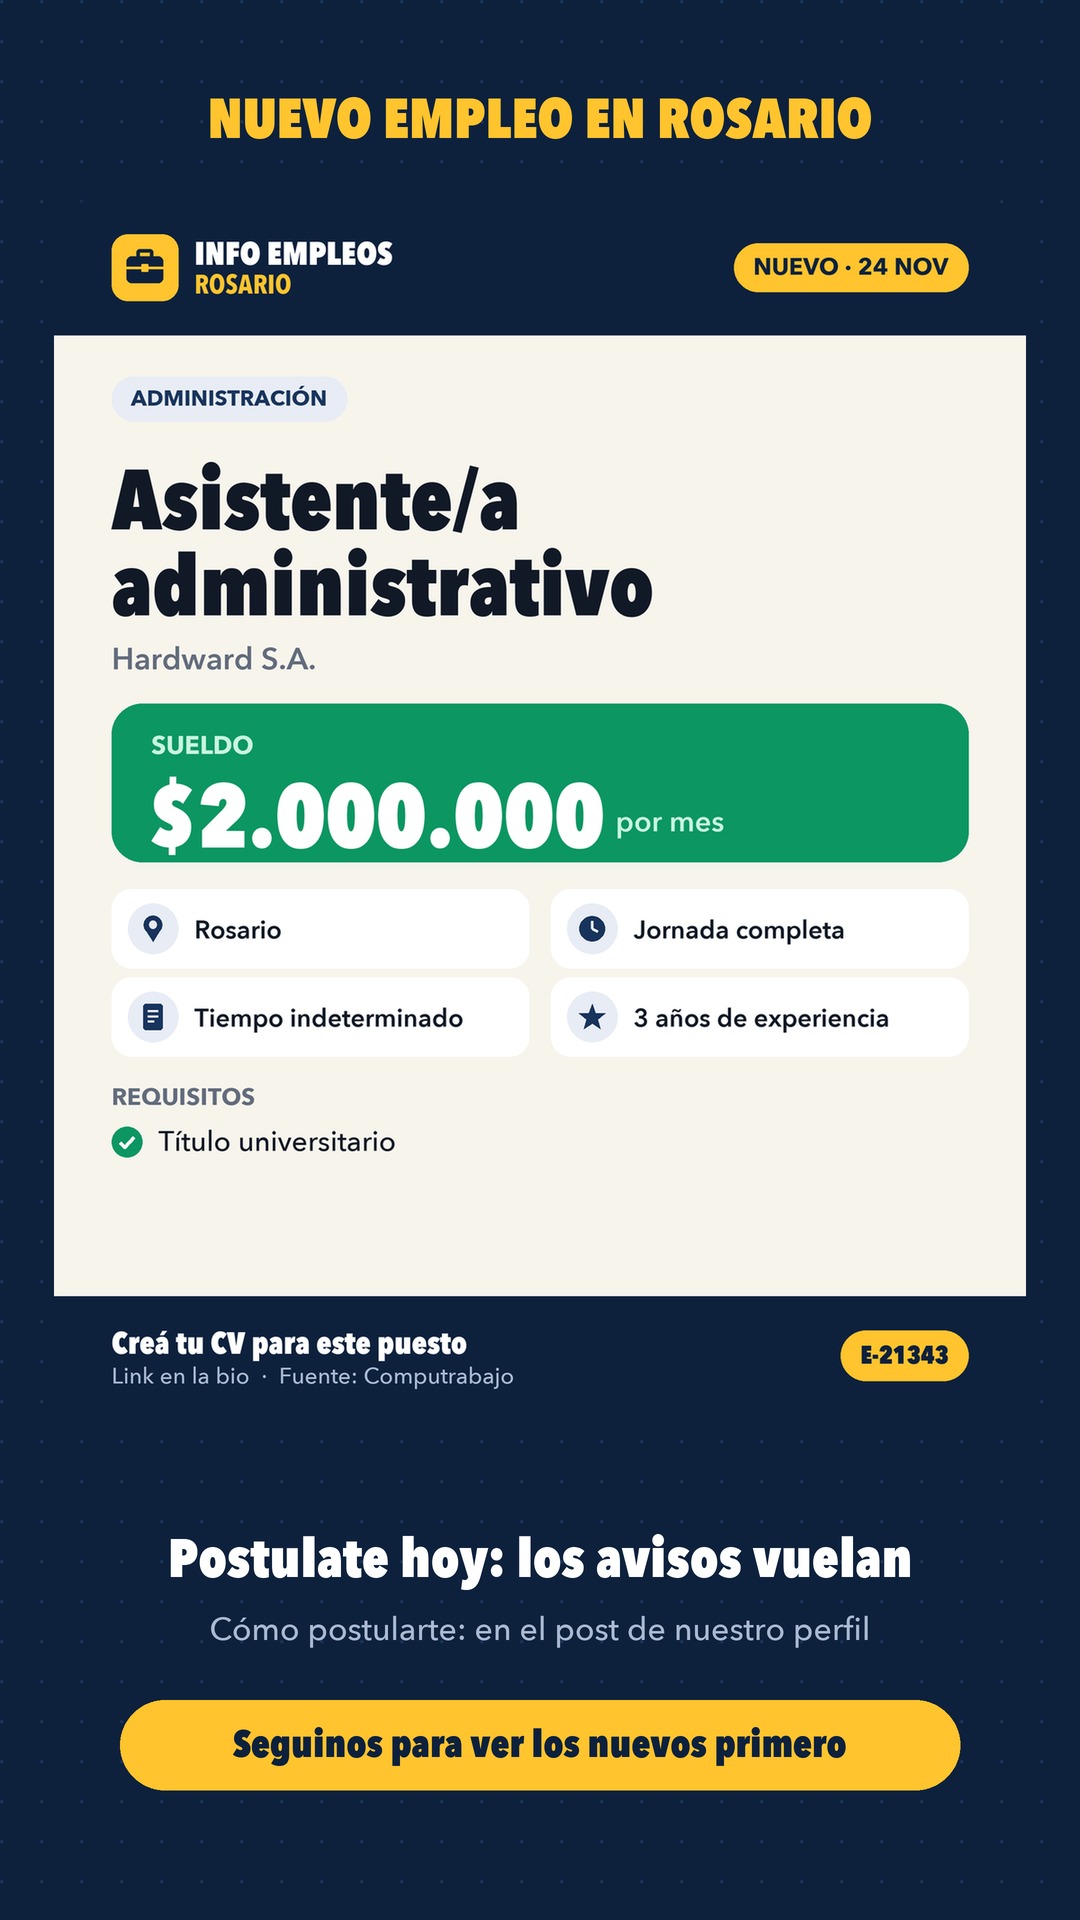 NUEVO EMPLEO EN ROSARIO
INFO EMPLEOS
ROSARIO
NUEVO · 24 NOV
ADMINISTRACIÓN
Asistente/a
administrativo
Hardward S.A.
SUELDO
$2.000.000 por mes
Rosario
Jornada completa
Tiempo indeterminado
3 años de experiencia
REQUISITOS
Título universitario
Creá tu CV para este puesto
Link en la bio · Fuente: Computrabajo
E-21343
Postulate hoy: los avisos vuelan
Cómo postularte: en el post de nuestro perfil
Seguinos para ver los nuevos primero